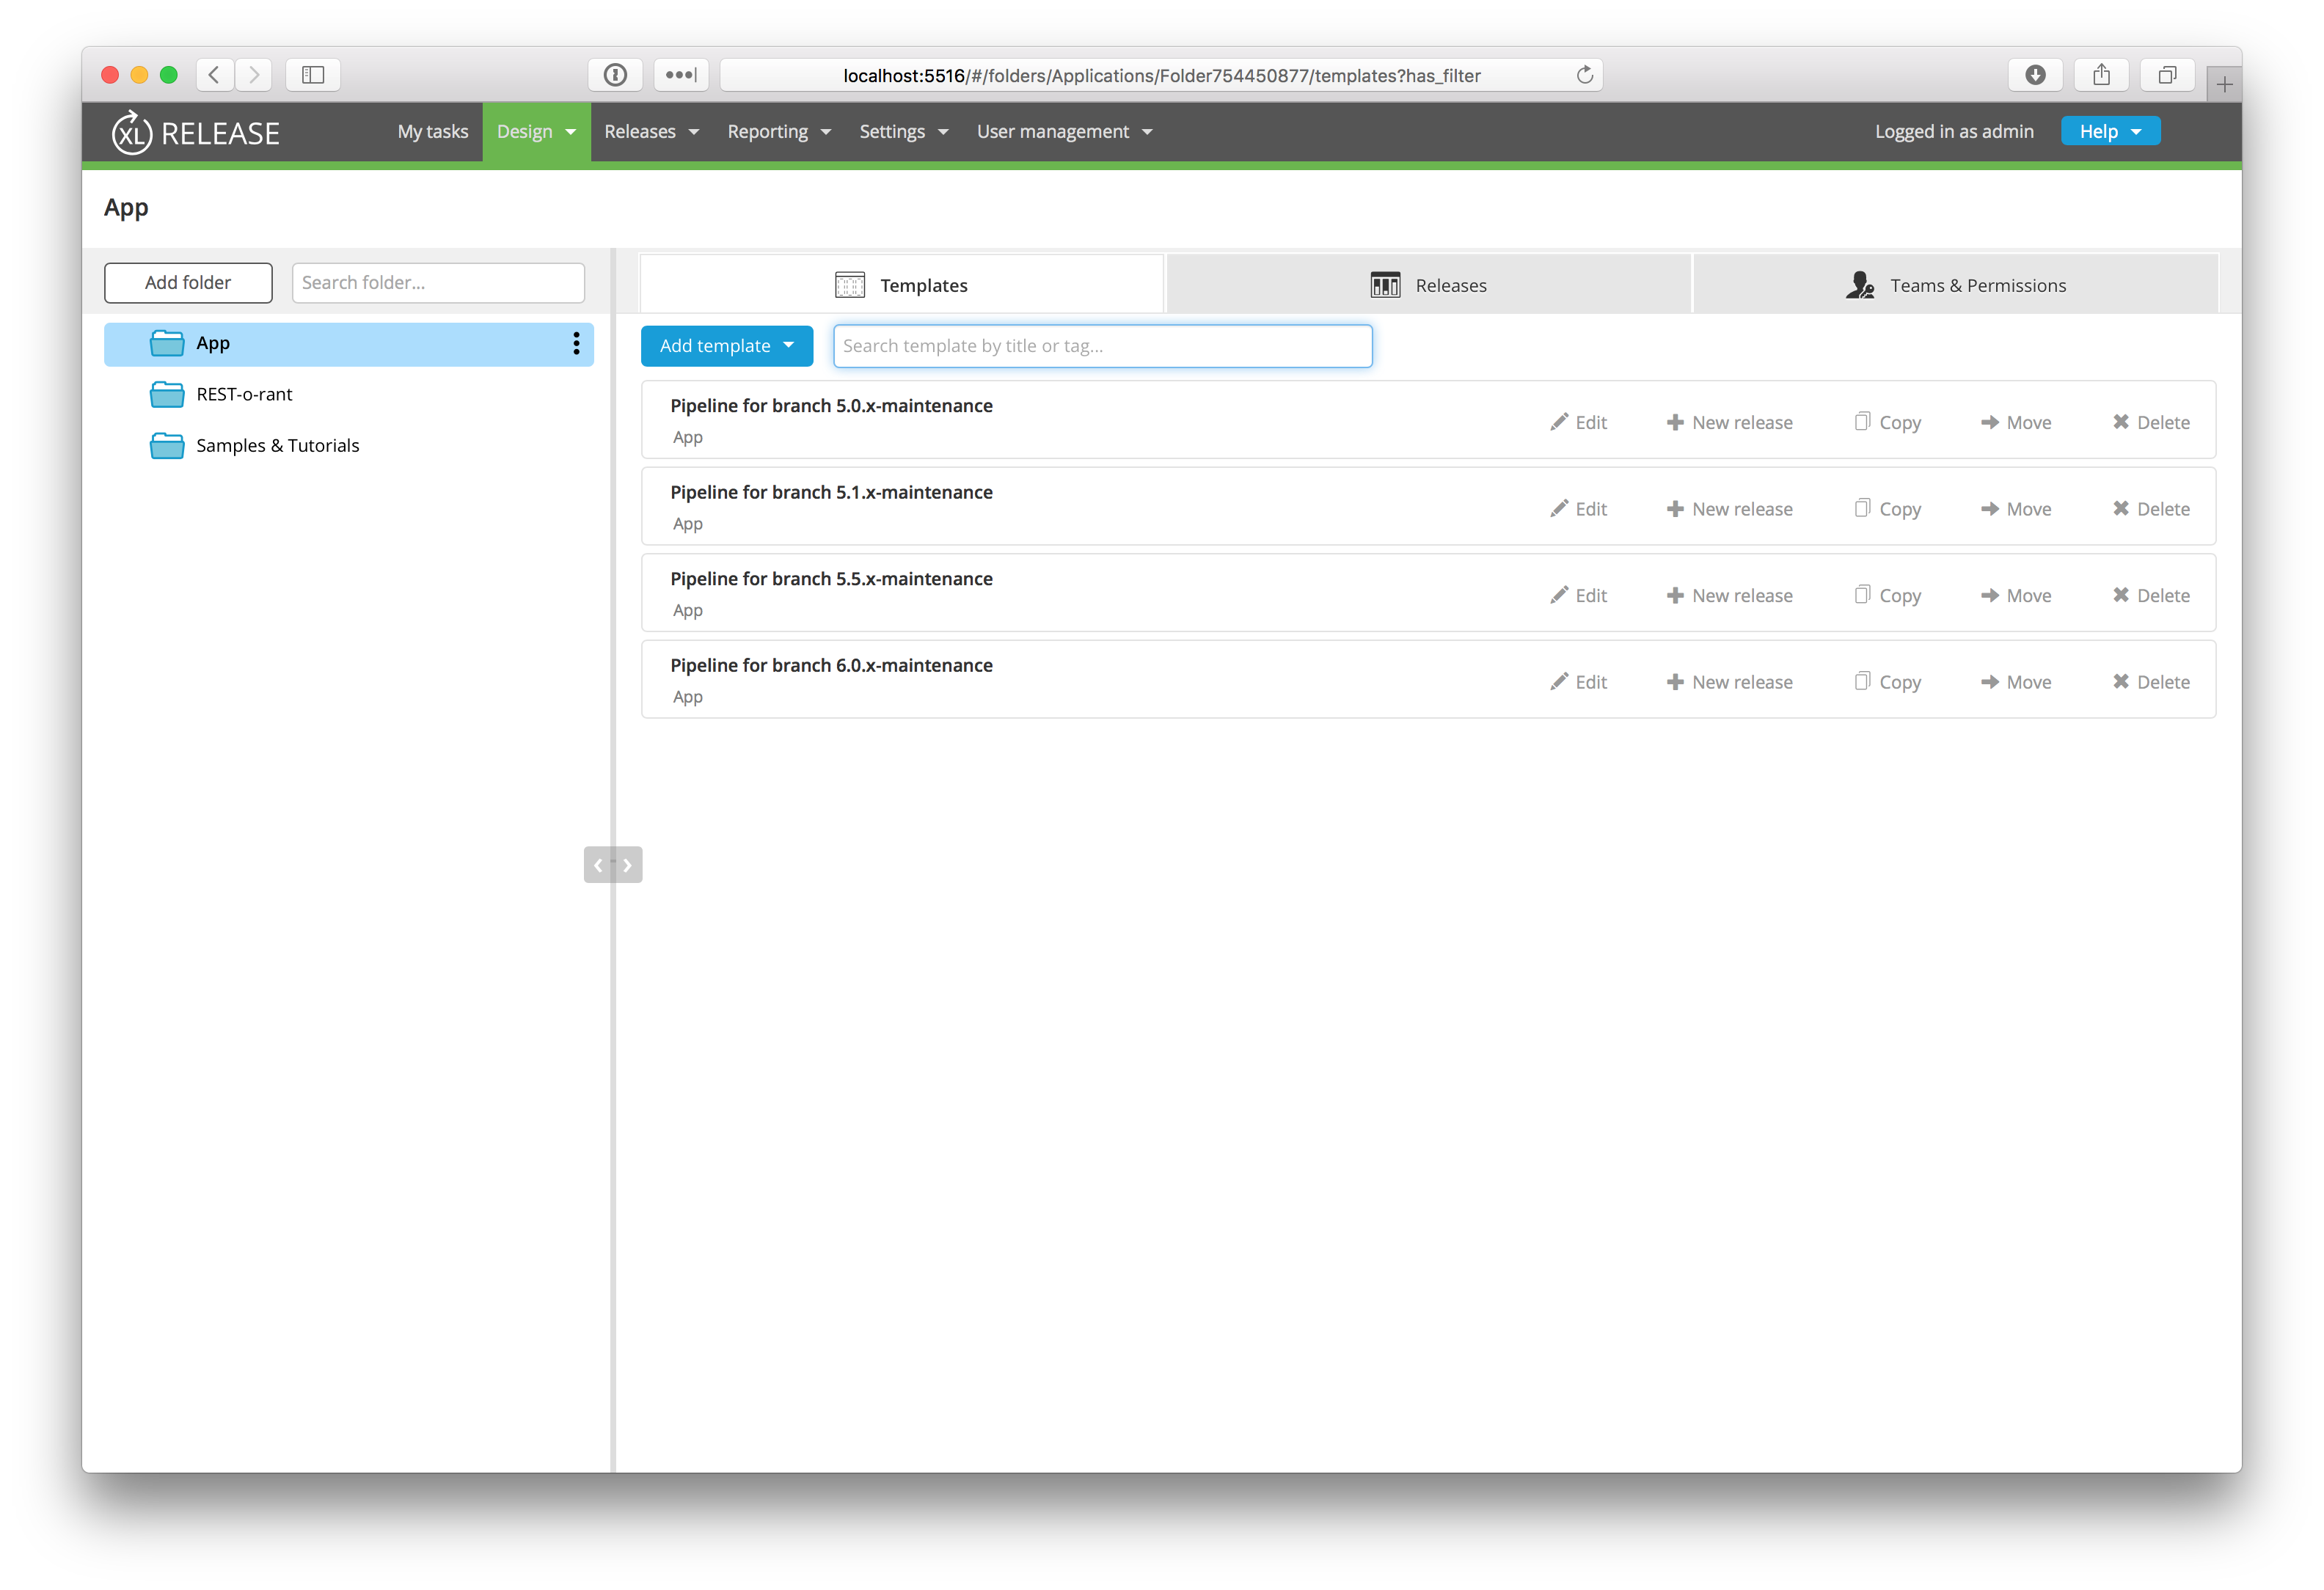 localhost:5516/#/folders/Applications/Folder754450877/templates?has_filter
XL RELEASE My tasks Design Releases Reporting Settings User management Logged in as admin Help
App
Add folder Search folder... Templates Releases Teams & Permissions
App
Add template Search template by title or tag...
REST-o-rant
Samples & Tutorials
Pipeline for branch 5.0.x-maintenance
App
Edit New release Copy Move Delete
Pipeline for branch 5.1.x-maintenance
App
Edit New release Copy Move Delete
Pipeline for branch 5.5.x-maintenance
App
Edit New release Copy Move Delete
Pipeline for branch 6.0.x-maintenance
App
Edit New release Copy Move Delete